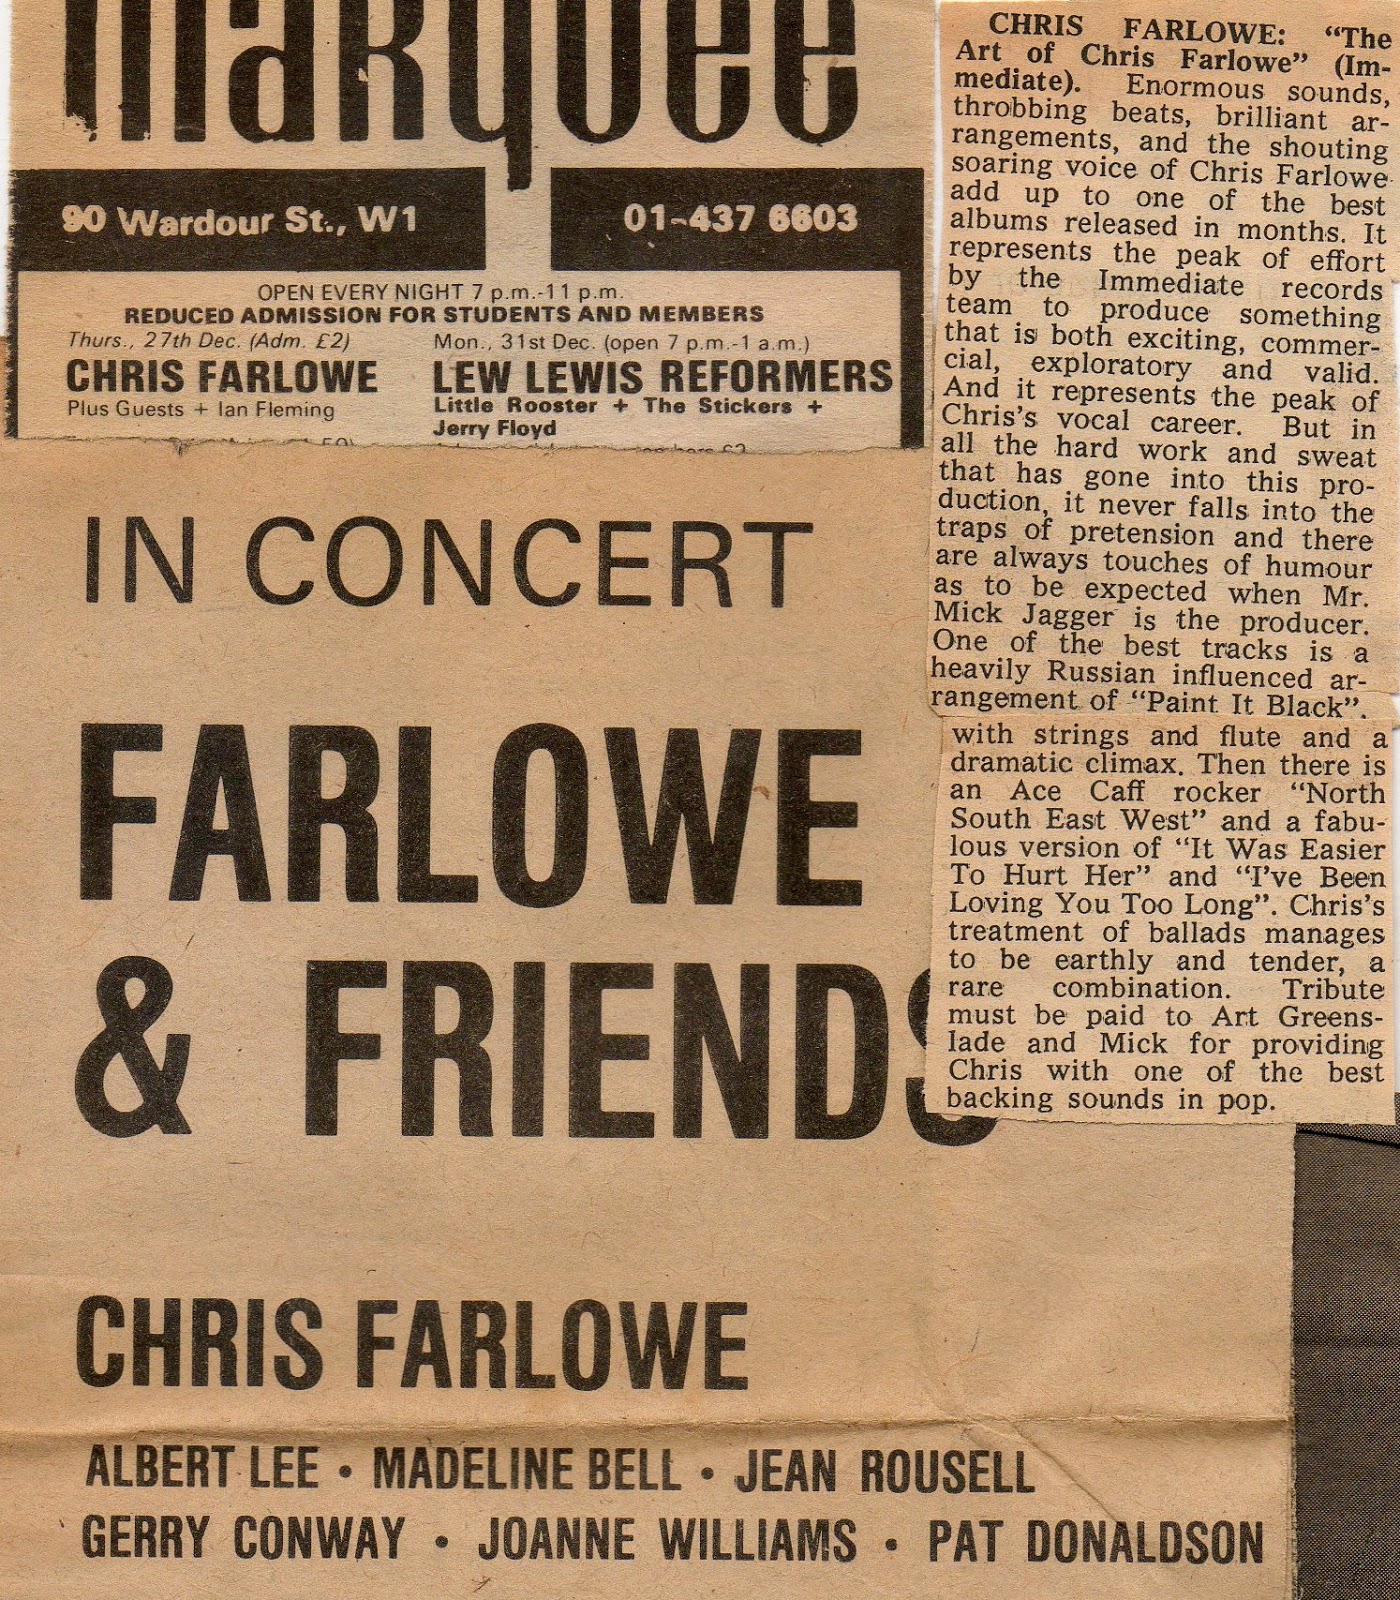 marquee
90 Wardour St., W1
01-437 6603
OPEN EVERY NIGHT 7 p.m.-11 p.m.
REDUCED ADMISSION FOR STUDENTS AND MEMBERS
Thurs., 27th Dec. (Adm. £2)
CHRIS FARLOWE
Plus Guests + Ian Fleming
Mon., 31st Dec. (open 7 p.m.-1 a.m.)
LEW LEWIS REFORMERS
Little Rooster + The Stickers +
Jerry Floyd
IN CONCERT
FARLOWE
& FRIENDS
CHRIS FARLOWE
ALBERT LEE • MADELINE BELL • JEAN ROUSELL
GERRY CONWAY • JOANNE WILLIAMS • PAT DONALDSON
CHRIS FARLOWE: "The
Art of Chris Farlowe" (Im-
mediate). Enormous sounds,
throbbing beats, brilliant ar-
rangements, and the shouting
soaring voice of Chris Farlowe
add up to one of the best
albums released in months. It
represents the peak of effort
by the Immediate records
team to produce something
that is both exciting, commer-
cial, exploratory and valid.
And it represents the peak of
Chris's vocal career. But in
all the hard work and sweat
that has gone into this pro-
duction, it never falls into the
traps of pretension and there
are always touches of humour
as to be expected when Mr.
Mick Jagger is the producer.
One of the best tracks is a
heavily Russian influenced ar-
rangement of "Paint It Black".
with strings and flute and a
dramatic climax. Then there is
an Ace Caff rocker "North
South East West" and a fabu-
lous version of "It Was Easier
To Hurt Her" and "I've Been
Loving You Too Long". Chris's
treatment of ballads manages
to be earthly and tender, a
rare combination. Tribute
must be paid to Art Greens-
lade and Mick for providing
Chris with one of the best
backing sounds in pop.